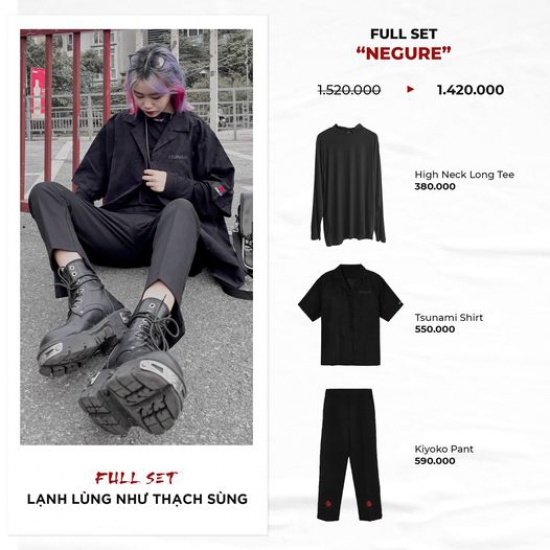 FULL SET
"NEGURE"
1.520.000 ▸ 1.420.000
High Neck Long Tee
380.000
Tsunami Shirt
550.000
Kiyoko Pant
590.000
FULL SET
LẠNH LÙNG NHƯ THẠCH SÙNG